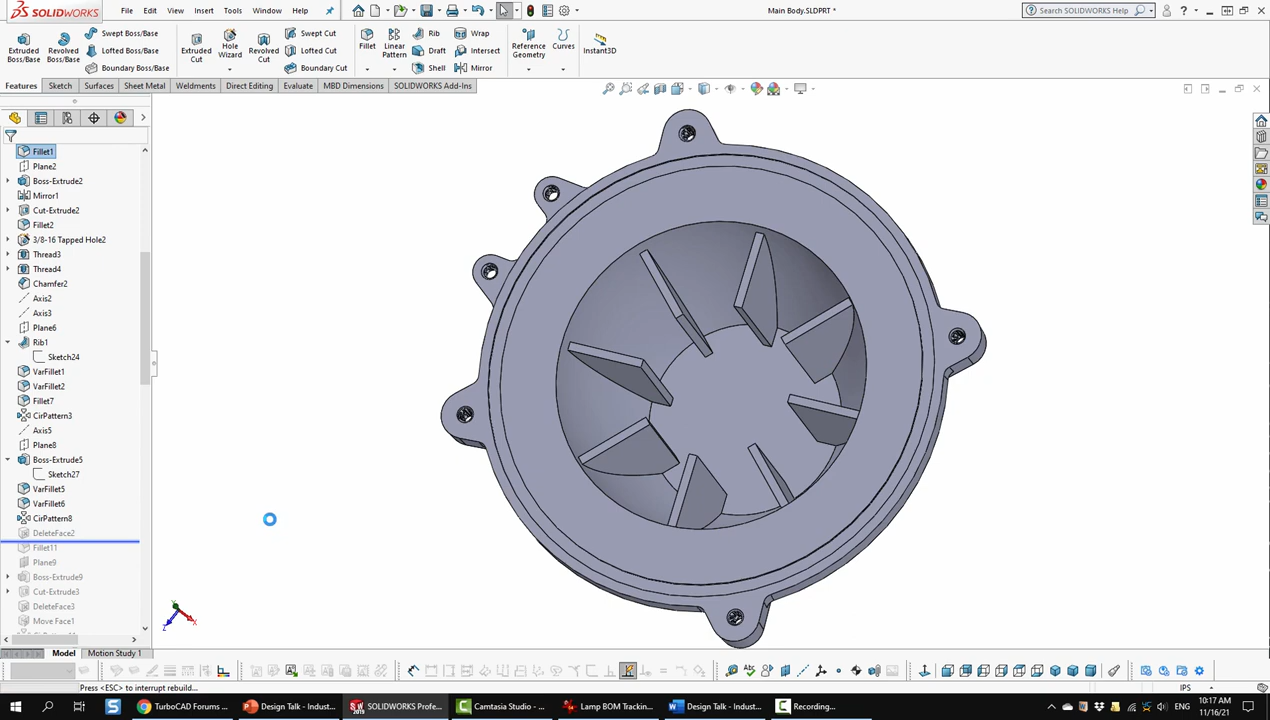 SOLIDWORKS File Edit View Insert Tools Window Help Main Body.SLDPRT * Search SOLIDWORKS Help
Extruded Boss/Base
Revolved Boss/Base
Swept Boss/Base
Lofted Boss/Base
Boundary Boss/Base
Extruded Cut
Hole Wizard
Revolved Cut
Swept Cut
Lofted Cut
Boundary Cut
Fillet
Linear Pattern
Rib
Draft
Shell
Wrap
Intersect
Mirror
Reference Geometry
Curves
Instant3D
Features Sketch Surfaces Sheet Metal Weldments Direct Editing Evaluate MBD Dimensions SOLIDWORKS Add-Ins
Fillet1
Plane2
Boss-Extrude2
Mirror1
Cut-Extrude2
Fillet2
3/8-16 Tapped Hole2
Thread3
Thread4
Chamfer2
Axis2
Axis3
Plane6
Rib1
Sketch24
VarFillet1
VarFillet2
Fillet7
CirPattern3
Axis5
Plane8
Boss-Extrude5
Sketch27
VarFillet5
VarFillet6
CirPattern8
DeleteFace2
Fillet11
Plane9
Boss-Extrude9
Cut-Extrude3
DeleteFace3
Move Face1
Model Motion Study 1
Press <ESC> to interrupt rebuild... IPS
TurboCAD Forums ... Design Talk - Indust... SOLIDWORKS Profe... Camtasia Studio - ... Lamp BOM Trackin... Design Talk - Indust... Recording... ENG 10:17 AM
11/16/21